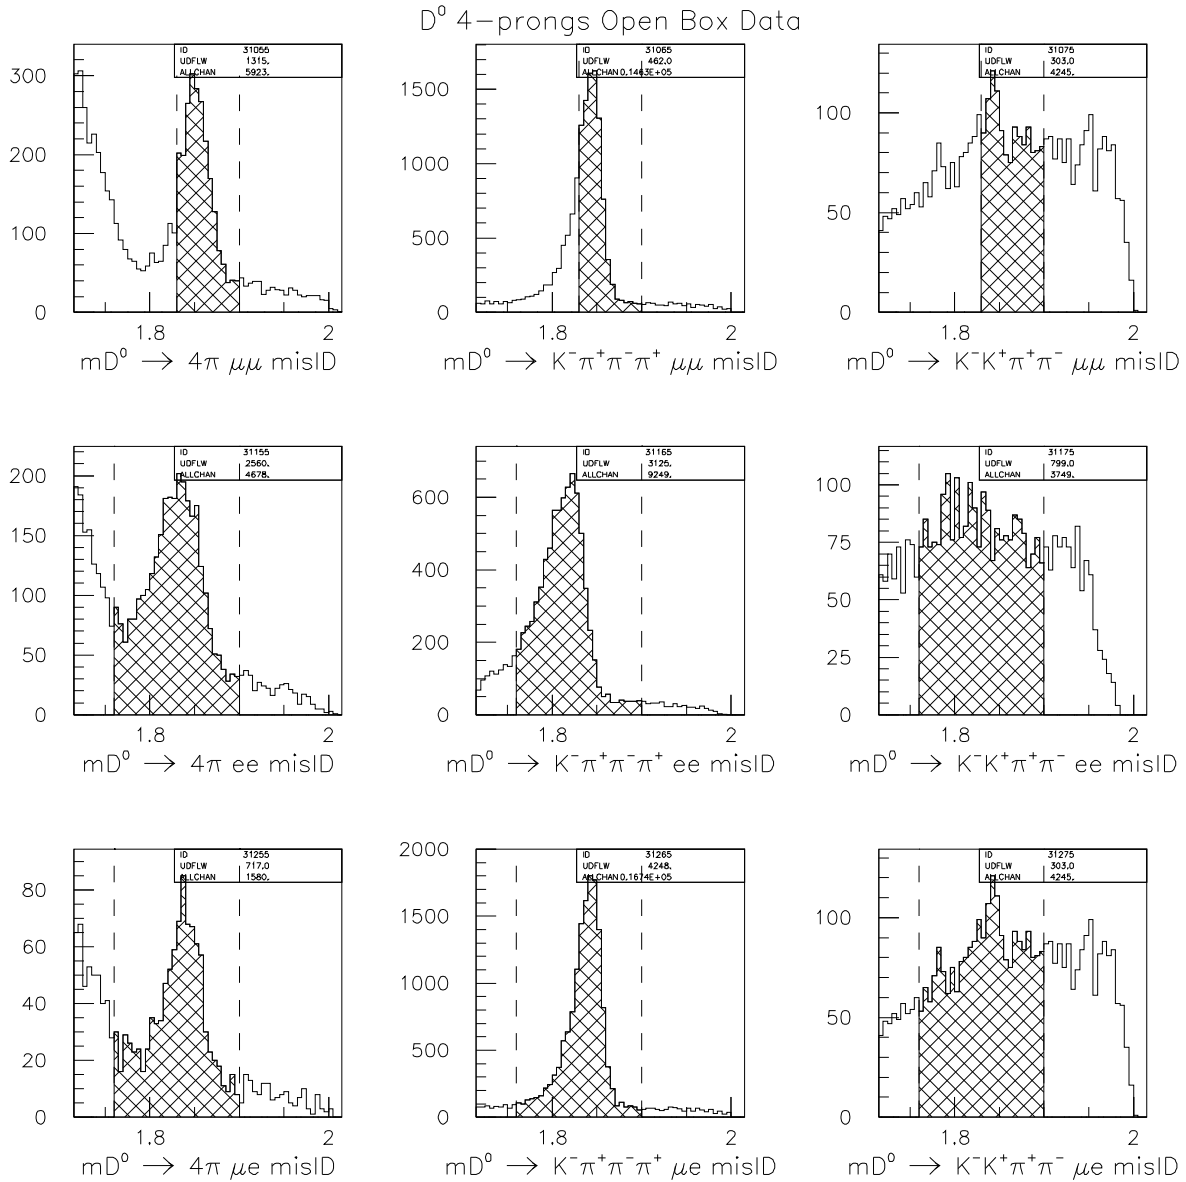 D⁰ 4-prongs Open Box Data
ID 31055
UDFLW 1315.
ALLCHAN 5923.
300
200
100
0
1.8 2
mD⁰ → 4π μμ misID
ID 31065
UDFLW 462.0
ALLCHAN 0.1463E+05
1500
1000
500
0
1.8 2
mD⁰ → K⁻π⁺π⁻π⁺ μμ misID
ID 31075
UDFLW 303.0
ALLCHAN 4245.
100
50
0
1.8 2
mD⁰ → K⁻K⁺π⁺π⁻ μμ misID
ID 31155
UDFLW 2560.
ALLCHAN 4678.
200
150
100
50
0
1.8 2
mD⁰ → 4π ee misID
ID 31165
UDFLW 3125.
ALLCHAN 9249.
600
400
200
0
1.8 2
mD⁰ → K⁻π⁺π⁻π⁺ ee misID
ID 31175
UDFLW 799.0
ALLCHAN 3749.
100
75
50
25
0
1.8 2
mD⁰ → K⁻K⁺π⁺π⁻ ee misID
ID 31255
UDFLW 717.0
ALLCHAN 1580.
80
60
40
20
0
1.8 2
mD⁰ → 4π μe misID
ID 31265
UDFLW 4248.
ALLCHAN 0.1674E+05
2000
1500
1000
500
0
1.8 2
mD⁰ → K⁻π⁺π⁻π⁺ μe misID
ID 31275
UDFLW 303.0
ALLCHAN 4245.
100
50
0
1.8 2
mD⁰ → K⁻K⁺π⁺π⁻ μe misID